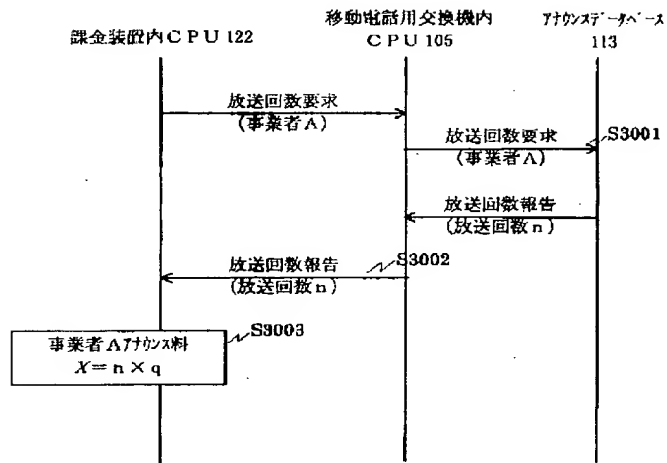 課金装置内CPU122
移動電話用交換機内
CPU105
アナウンスデータベース
113
放送回数要求
(事業者A)
放送回数要求
(事業者A)
S3001
放送回数報告
(放送回数n)
放送回数報告
(放送回数n)
S3002
事業者Aアナウンス料
X=n×q
S3003